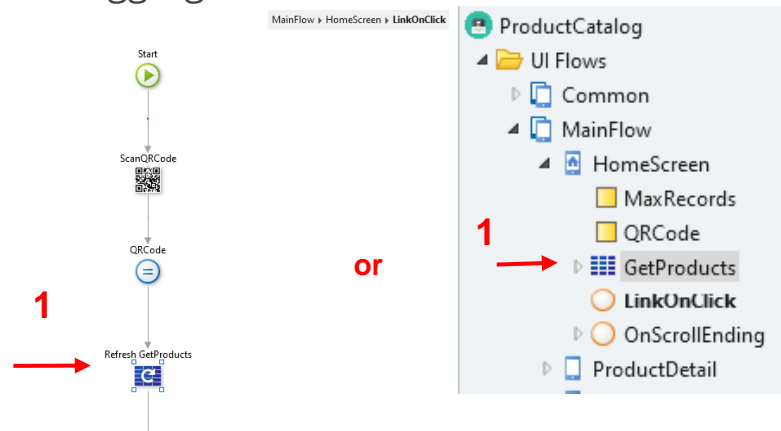 MainFlow ▸ HomeScreen ▸ LinkOnClick
Start
ScanQRCode
QRCode
1
Refresh GetProducts
or
ProductCatalog
UI Flows
Common
MainFlow
HomeScreen
MaxRecords
QRCode
1
GetProducts
LinkOnClick
OnScrollEnding
ProductDetail